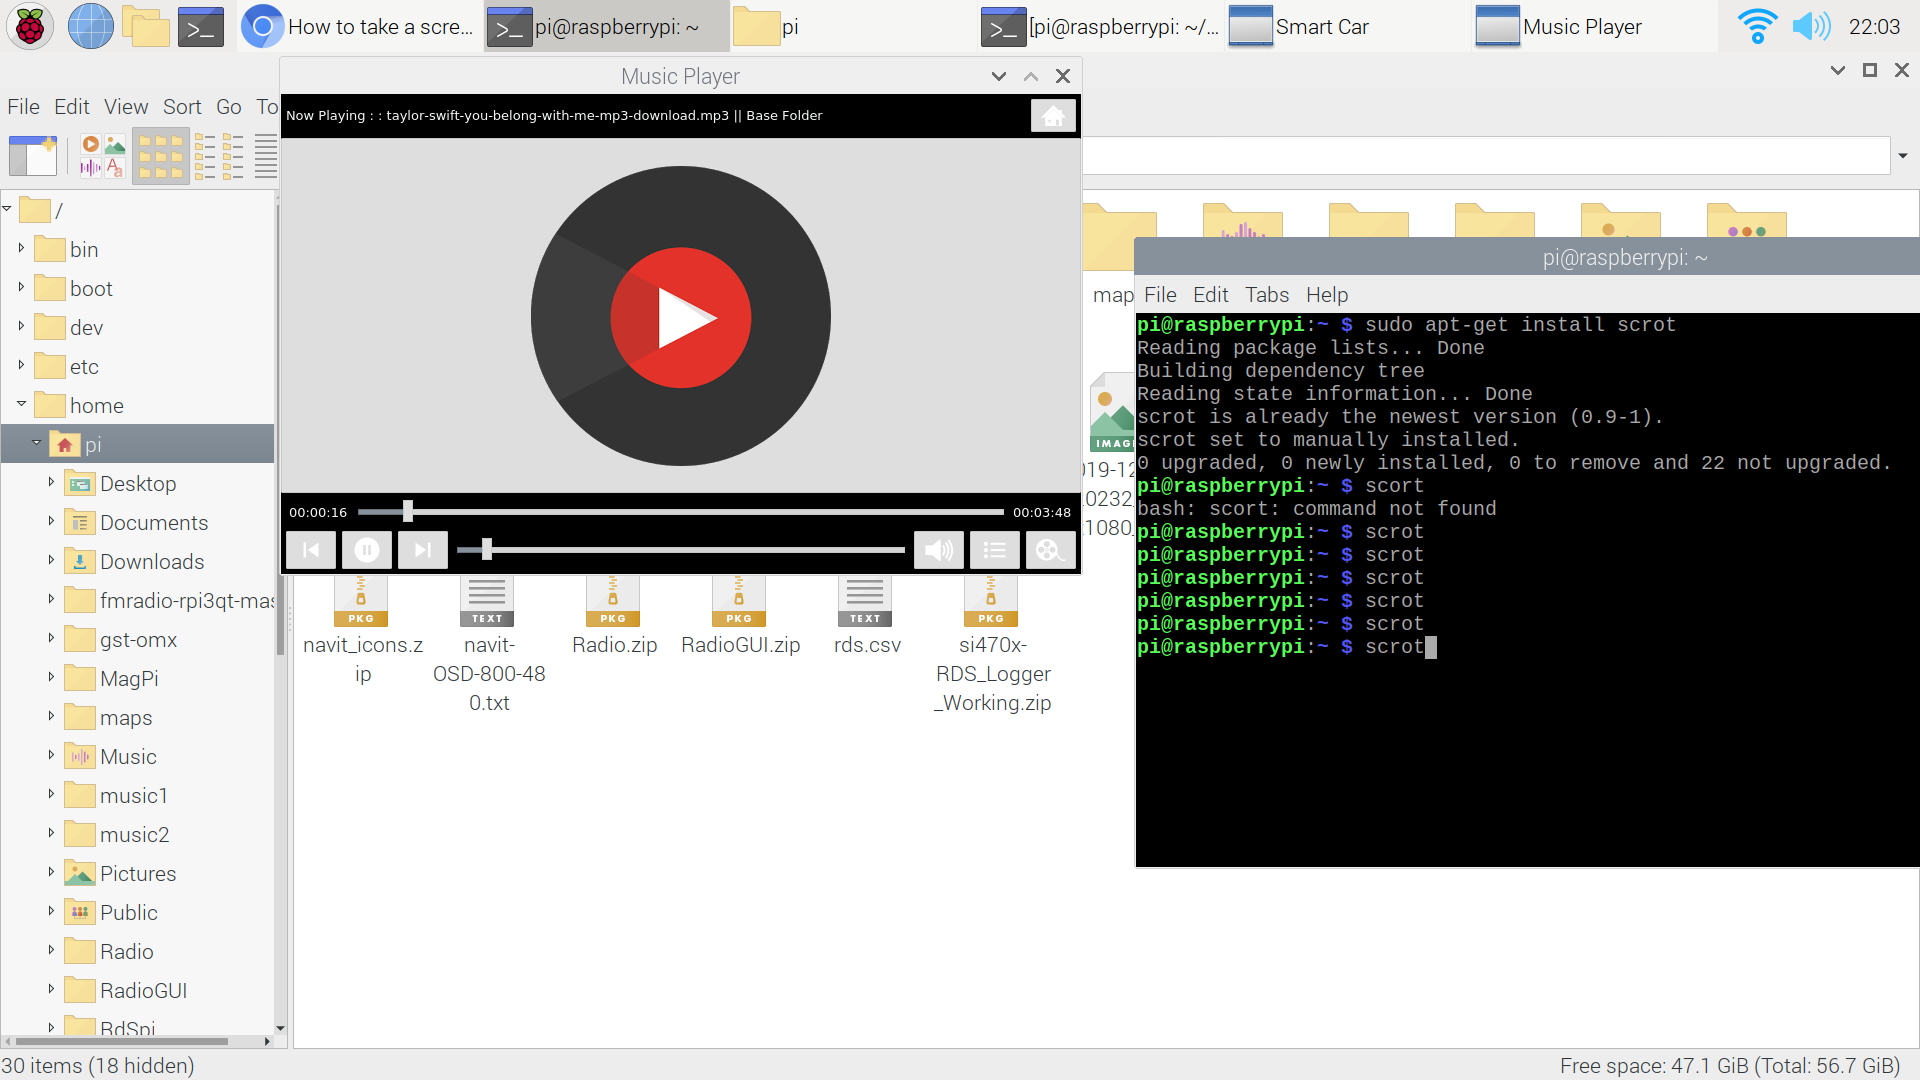 How to take a scre...
pi@raspberrypi: ~
pi
[pi@raspberrypi: ~/...
Smart Car
Music Player
22:03
Music Player
File Edit View Sort Go To
Now Playing : : taylor-swift-you-belong-with-me-mp3-download.mp3 || Base Folder
/
bin
boot
dev
etc
home
pi
Desktop
Documents
Downloads
fmradio-rpi3qt-mas
gst-omx
MagPi
maps
Music
music1
music2
Pictures
Public
Radio
RadioGUI
RdSpi
00:00:16
00:03:48
map
IMAG
019-12
0232_
1080_
PKG
TEXT
PKG
PKG
TEXT
PKG
navit_icons.z
ip
navit-
OSD-800-48
0.txt
Radio.zip
RadioGUI.zip
rds.csv
si470x-
RDS_Logger
_Working.zip
pi@raspberrypi: ~
File Edit Tabs Help
pi@raspberrypi:~ $ sudo apt-get install scrot
Reading package lists... Done
Building dependency tree
Reading state information... Done
scrot is already the newest version (0.9-1).
scrot set to manually installed.
0 upgraded, 0 newly installed, 0 to remove and 22 not upgraded.
pi@raspberrypi:~ $ scort
bash: scort: command not found
pi@raspberrypi:~ $ scrot
pi@raspberrypi:~ $ scrot
pi@raspberrypi:~ $ scrot
pi@raspberrypi:~ $ scrot
pi@raspberrypi:~ $ scrot
pi@raspberrypi:~ $ scrot
30 items (18 hidden)
Free space: 47.1 GiB (Total: 56.7 GiB)